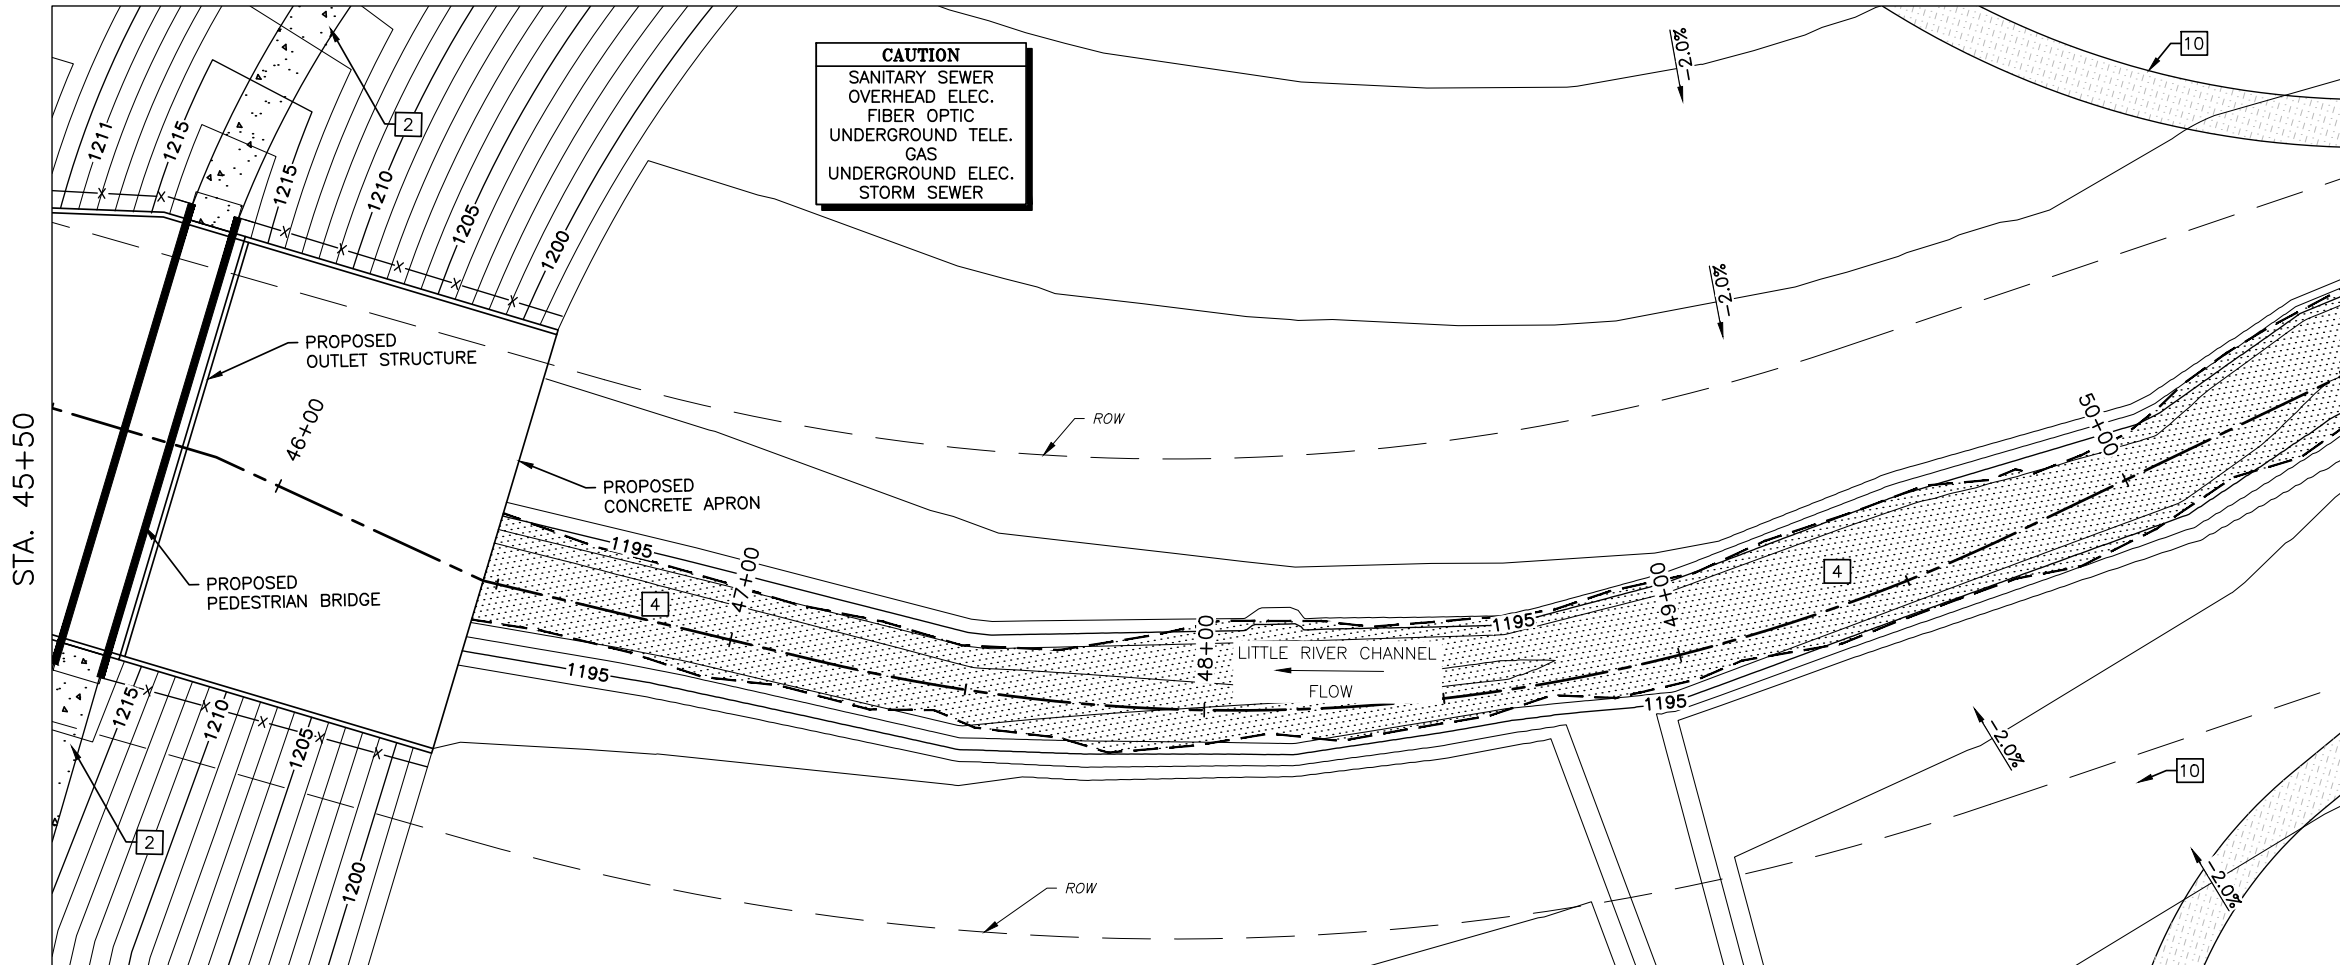 CAUTION
SANITARY SEWER
OVERHEAD ELEC.
FIBER OPTIC
UNDERGROUND TELE.
GAS
UNDERGROUND ELEC.
STORM SEWER
-2.0%
10
2
1211
1215
1215
1210
1205
1200
X
X
X
X
X
X
X
-2.0%
PROPOSED
OUTLET STRUCTURE
STA. 45+50
46+00
ROW
50+00
PROPOSED
CONCRETE APRON
1195
47+00
4
4
PROPOSED
PEDESTRIAN BRIDGE
49+00
48+00
1195
LITTLE RIVER CHANNEL
FLOW
1195
1195
1215
1210
1205
X
X
X
X
X
-2.0%
10
2
1200
ROW
-2.0%